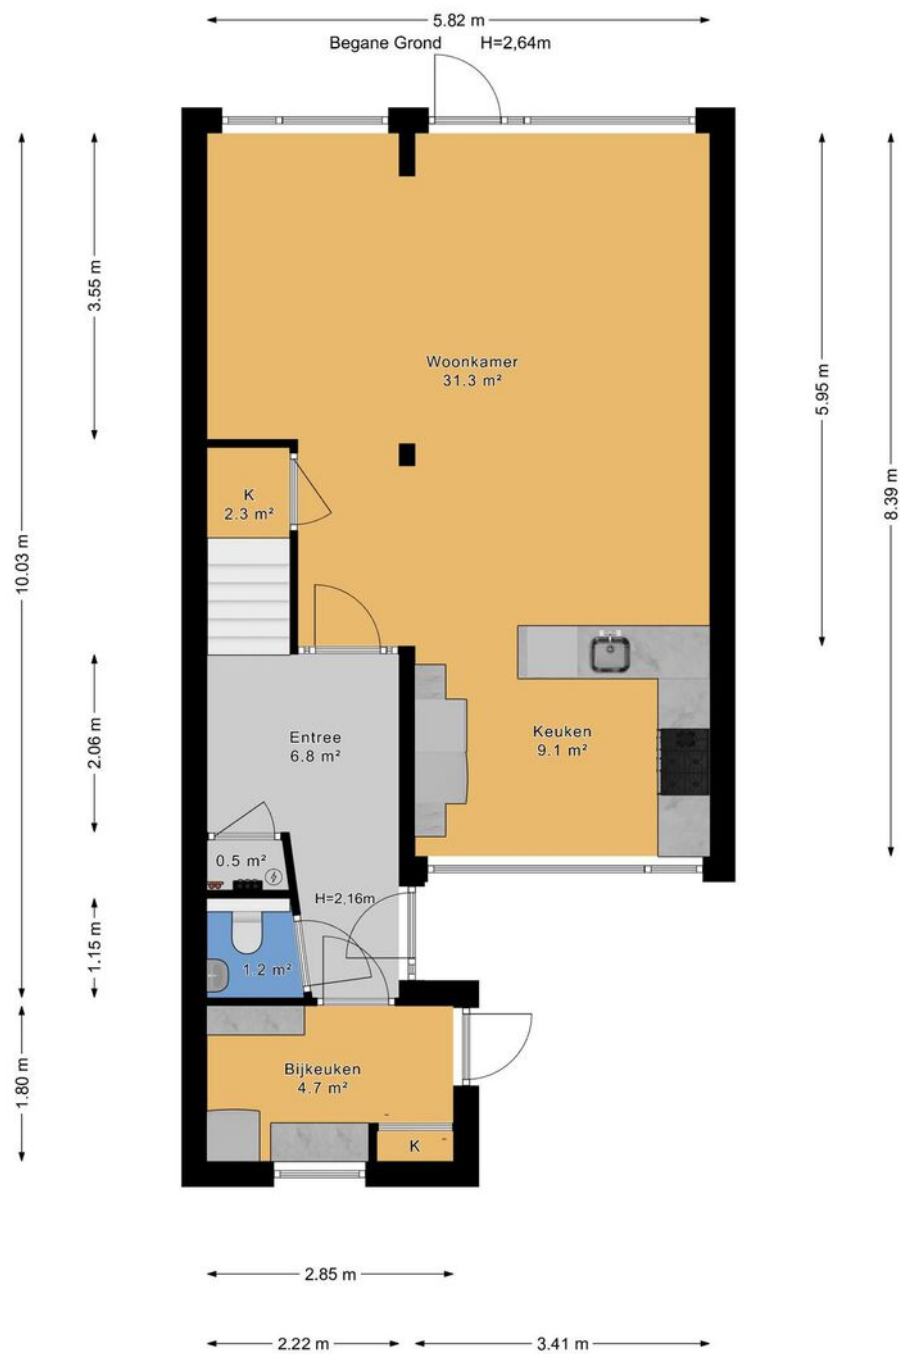 5.82 m
Begane Grond H=2,64m
3.55 m
5.95 m
8.39 m
10.03 m
Woonkamer
31.3 m²
K
2.3 m²
2.06 m
Entree
6.8 m²
Keuken
9.1 m²
0.5 m²
H=2,16m
1.15 m
1.2 m²
1.80 m
Bijkeuken
4.7 m²
K
2.85 m
2.22 m
3.41 m